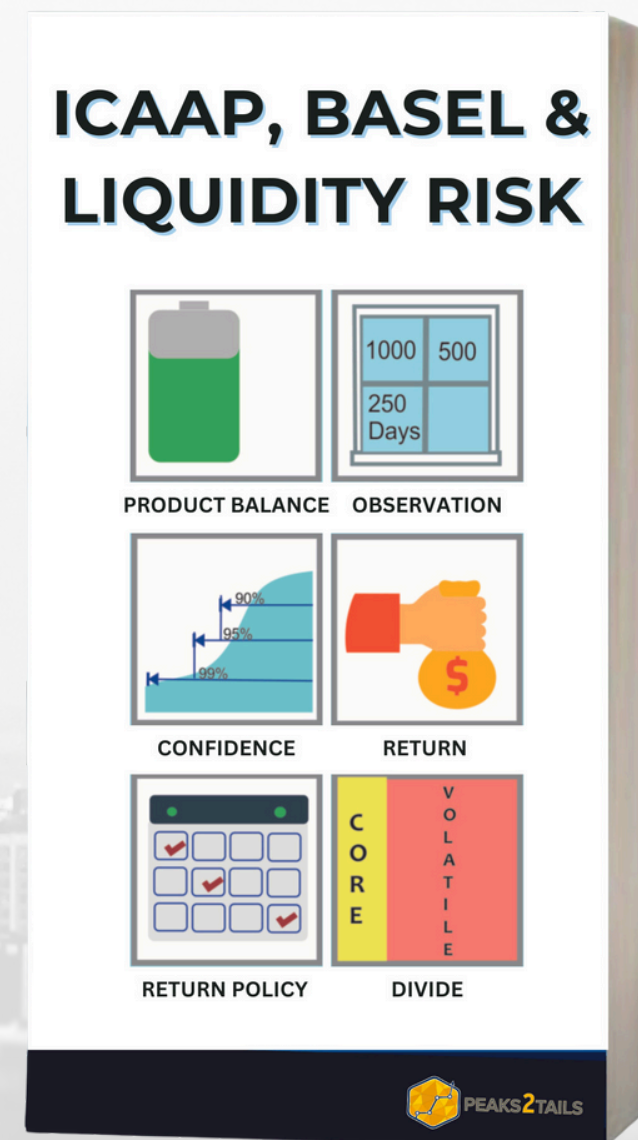 ICAAP, BASEL &
LIQUIDITY RISK
1000 500
250
Days
PRODUCT BALANCE OBSERVATION
90%
95%
99%
$
CONFIDENCE RETURN
CORE
VOLATILE
RETURN POLICY DIVIDE
PEAKS2TAILS